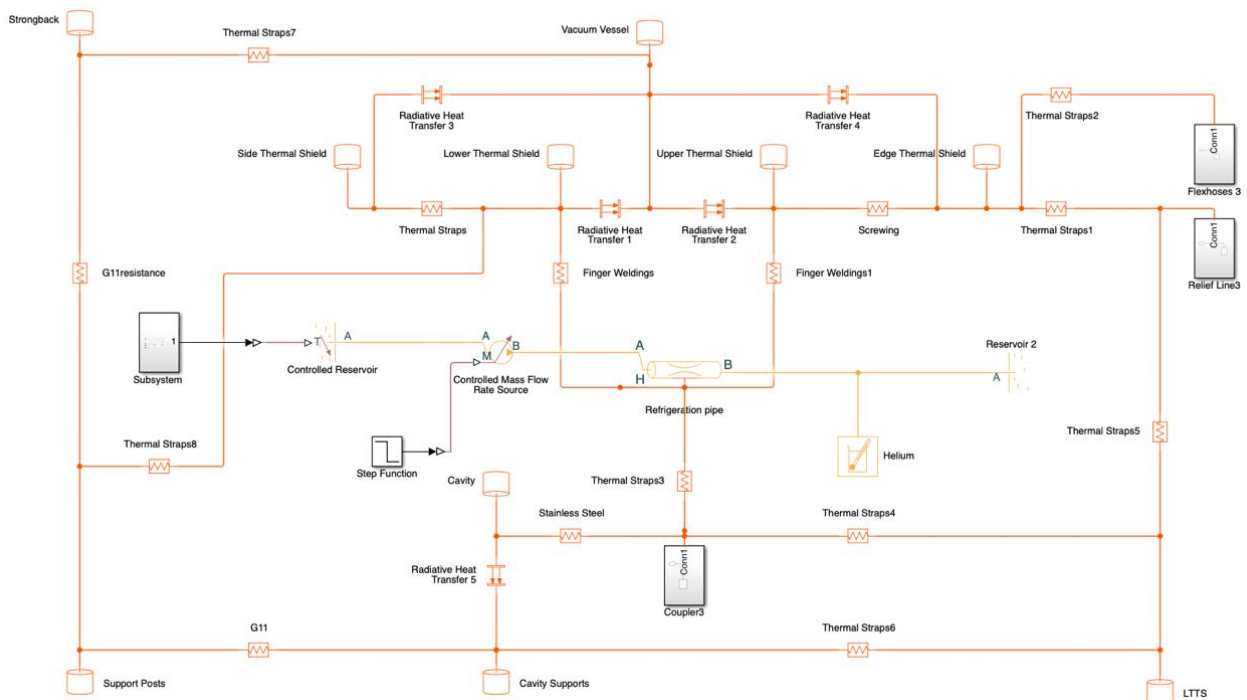 Strongback
Thermal Straps7
Vacuum Vessel
Radiative Heat
Transfer 3
Radiative Heat
Transfer 4
Thermal Straps2
Conn1
Flexhoses 3
Side Thermal Shield
Lower Thermal Shield
Upper Thermal Shield
Edge Thermal Shield
Thermal Straps
Radiative Heat
Transfer 1
Radiative Heat
Transfer 2
Screwing
Thermal Straps1
Conn1
Relief Line3
G11resistance
Finger Weldings
Finger Weldings1
1
Subsystem
T
A
Controlled Reservoir
A
M
B
Controlled Mass Flow
Rate Source
A
H
B
Refrigeration pipe
Reservoir 2
A
Thermal Straps8
Step Function
Helium
Thermal Straps5
Cavity
Thermal Straps3
Stainless Steel
Thermal Straps4
Radiative Heat
Transfer 5
Conn1
Coupler3
G11
Thermal Straps6
Support Posts
Cavity Supports
LTTS